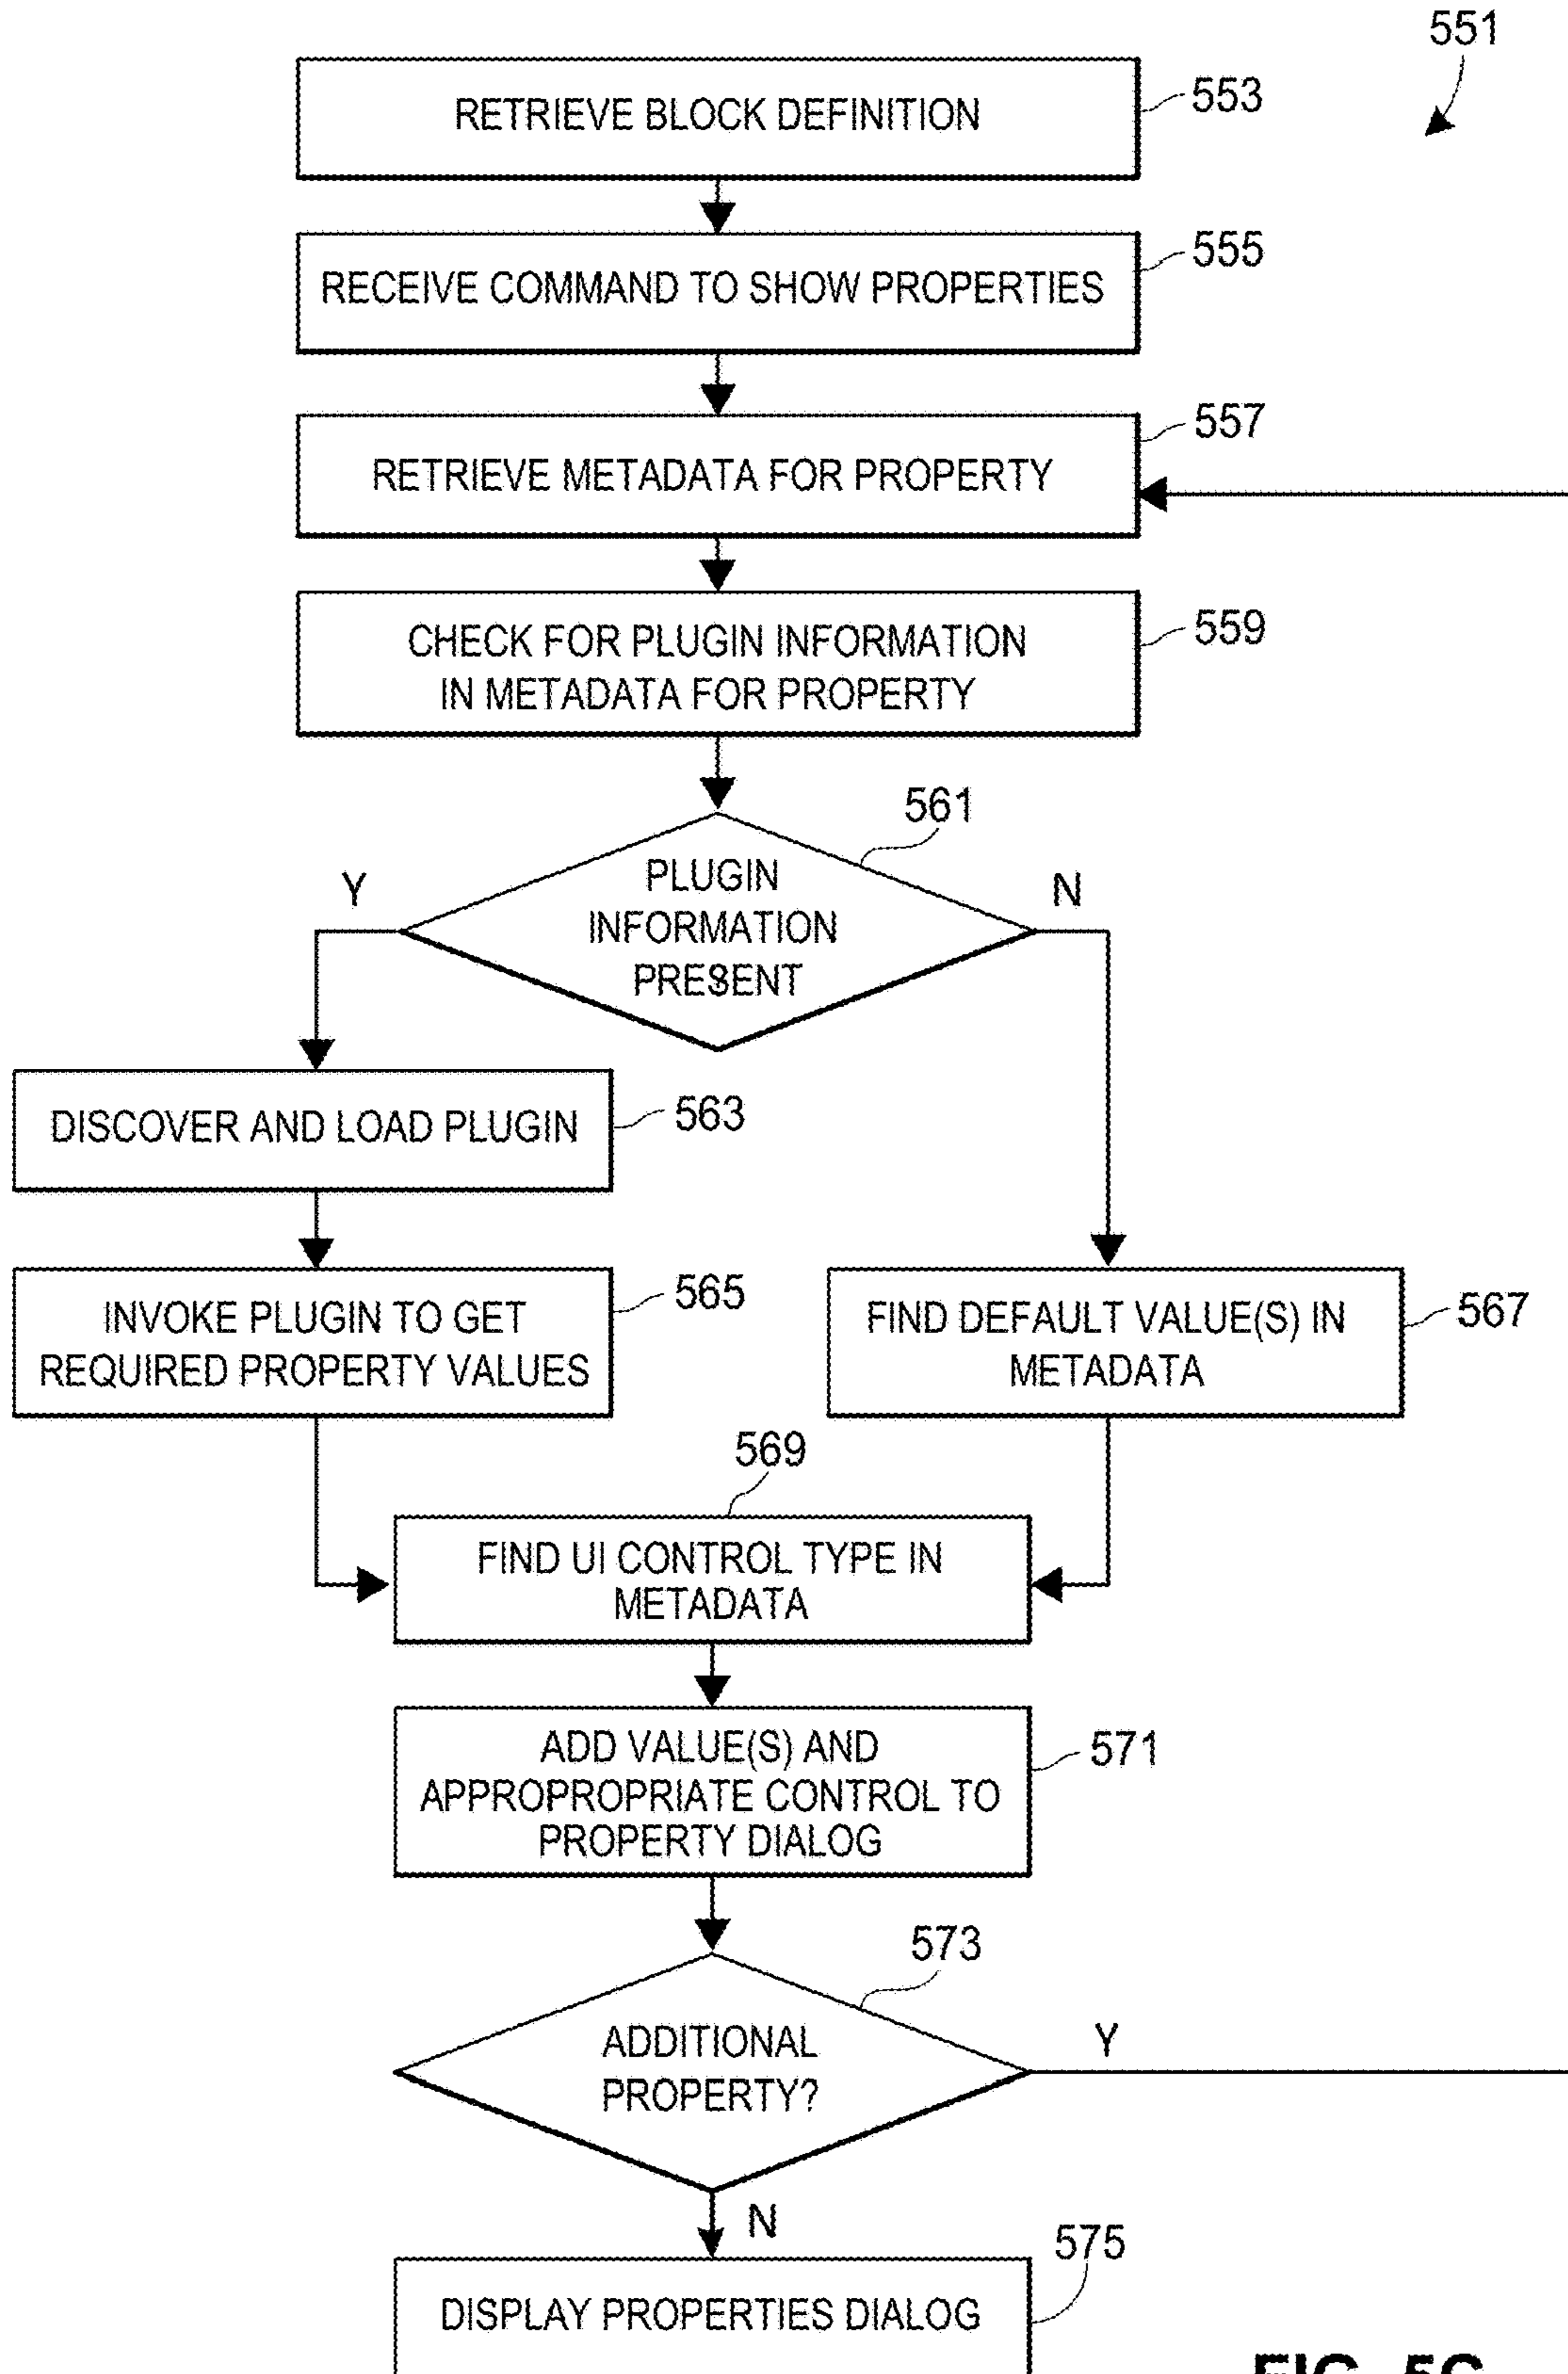 551
RETRIEVE BLOCK DEFINITION
553
RECEIVE COMMAND TO SHOW PROPERTIES
555
RETRIEVE METADATA FOR PROPERTY
557
CHECK FOR PLUGIN INFORMATION
IN METADATA FOR PROPERTY
559
561
Y
N
PLUGIN
INFORMATION
PRESENT
?
DISCOVER AND LOAD PLUGIN
563
INVOKE PLUGIN TO GET
REQUIRED PROPERTY VALUES
565
FIND DEFAULT VALUE(S) IN
METADATA
567
569
FIND UI CONTROL TYPE IN
METADATA
ADD VALUE(S) AND
APPROPROPRIATE CONTROL TO
PROPERTY DIALOG
571
573
ADDITIONAL
PROPERTY?
Y
N
575
DISPLAY PROPERTIES DIALOG